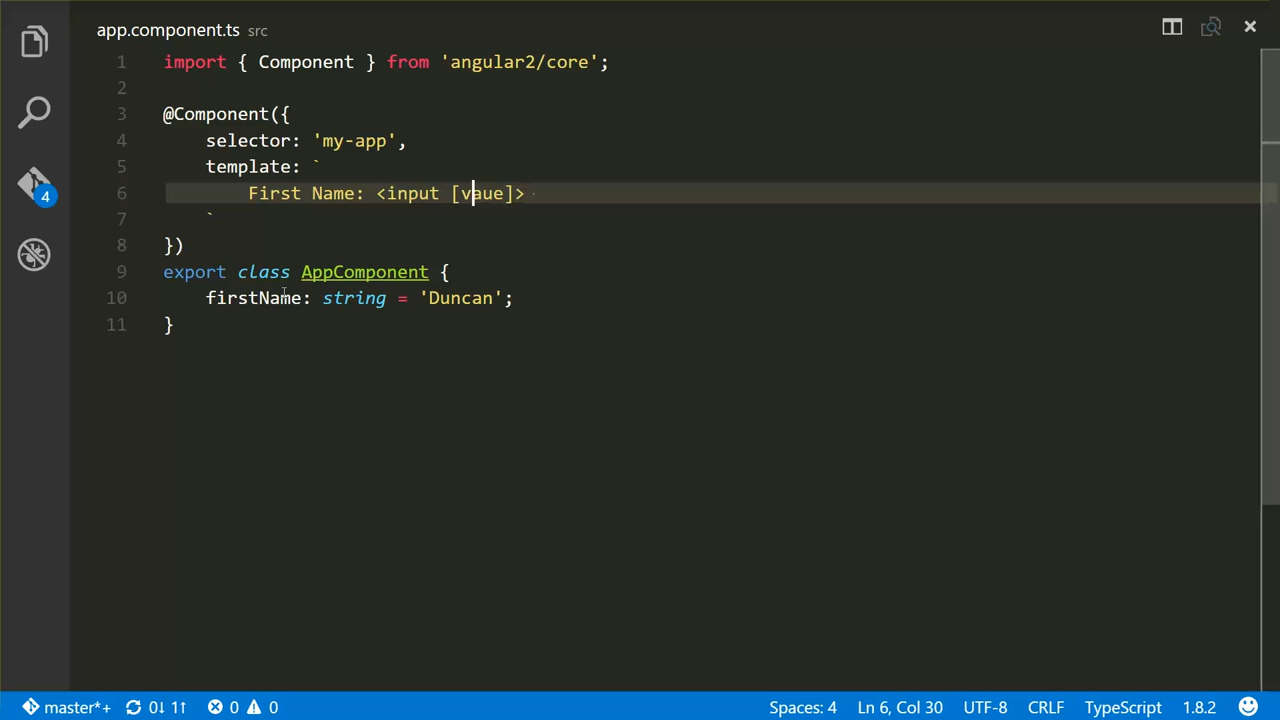 app.component.ts src
1 import { Component } from 'angular2/core';
2
3 @Component({
4 selector: 'my-app',
5 template: `
6 First Name: <input [vaue]>
7 `
8 })
9 export class AppComponent {
10 firstName: string = 'Duncan';
11 }
4
master*+ 0↓ 1↑ 0 0 Spaces: 4 Ln 6, Col 30 UTF-8 CRLF TypeScript 1.8.2